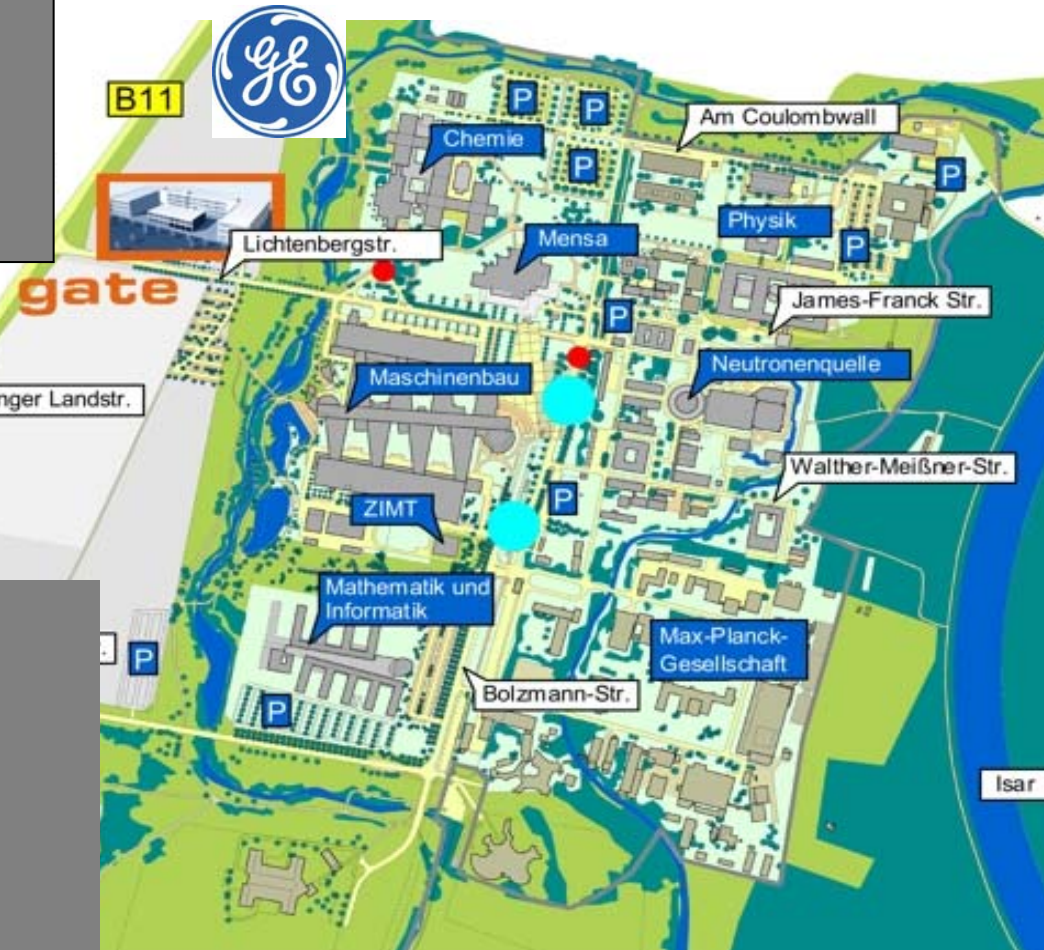 GE
B11
P
P
Am Coulombwall
Chemie
P
P
Physik
Mensa
Lichtenbergstr.
P
gate
James-Franck Str.
P
Neutronenquelle
Maschinenbau
nger Landstr.
Walther-Meißner-Str.
P
ZIMT
Mathematik und
Informatik
Max-Planck-
Gesellschaft
.
P
Bolzmann-Str.
P
Isar